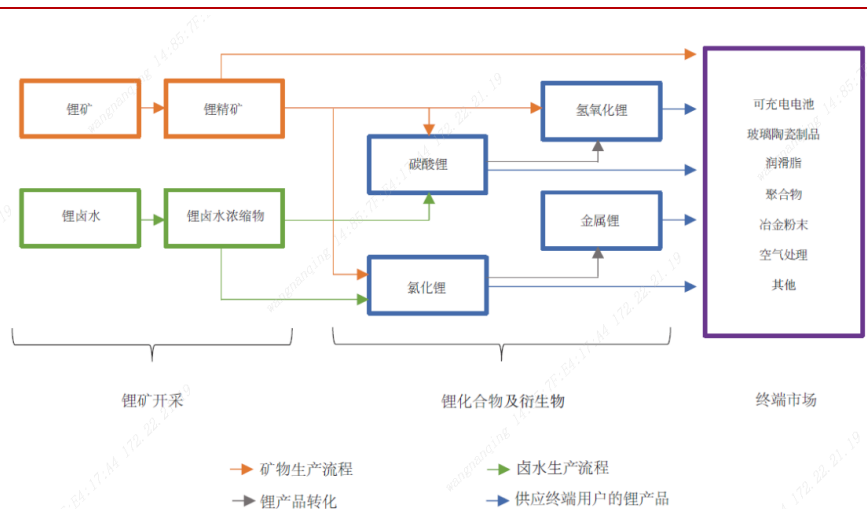 锂矿
锂精矿
氢氧化锂
碳酸锂
锂卤水
锂卤水浓缩物
金属锂
氯化锂
可充电电池
玻璃陶瓷制品
润滑脂
聚合物
冶金粉末
空气处理
其他
锂矿开采
锂化合物及衍生物
终端市场
矿物生产流程
卤水生产流程
锂产品转化
供应终端用户的锂产品